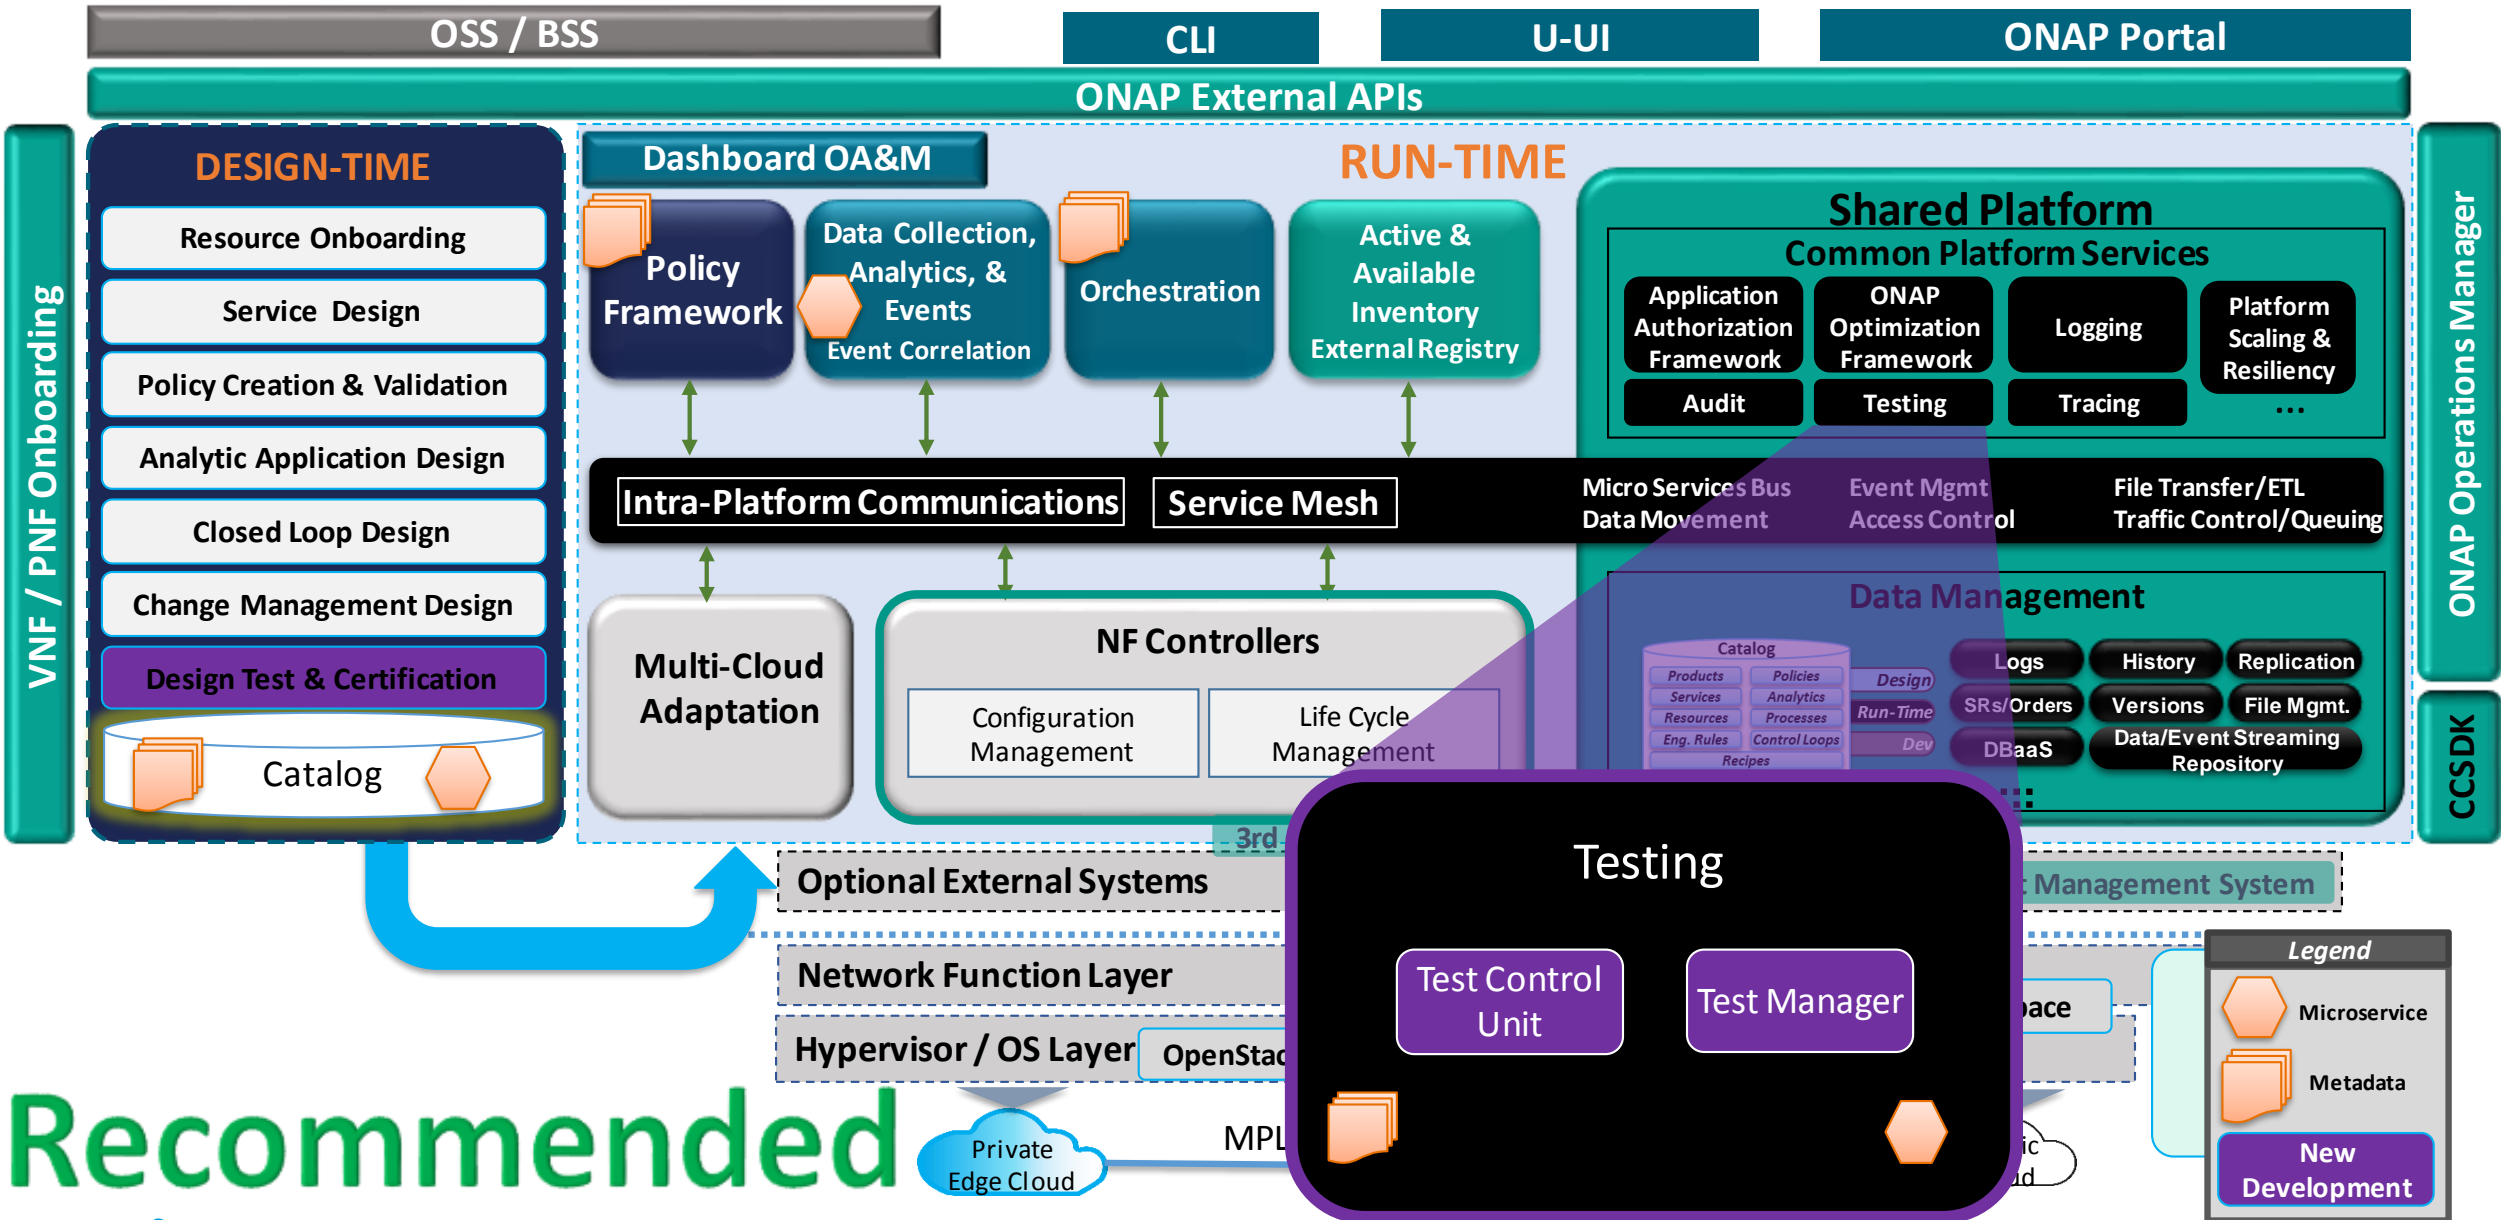 OSS / BSS
CLI
U-UI
ONAP Portal
ONAP External APIs
VNF / PNF Onboarding
DESIGN-TIME
Resource Onboarding
Service Design
Policy Creation & Validation
Analytic Application Design
Closed Loop Design
Change Management Design
Design Test & Certification
Catalog
Dashboard OA&M
RUN-TIME
Policy
Framework
Data Collection,
Analytics, &
Events
Event Correlation
Orchestration
Active &
Available
Inventory
External Registry
Shared Platform
Common Platform Services
Application
Authorization
Framework
ONAP
Optimization
Framework
Logging
Platform
Scaling &
Resiliency
Audit
Testing
Tracing
...
Intra-Platform Communications
Service Mesh
Micro Services Bus
Data Movement
Event Mgmt
Access Control
File Transfer/ETL
Traffic Control/Queuing
Multi-Cloud
Adaptation
NF Controllers
Configuration
Management
Life Cycle
Management
Data Management
Catalog
Products
Policies
Services
Analytics
Resources
Processes
Eng. Rules
Control Loops
Recipes
Design
Run-Time
Dev
Logs
History
Replication
SRs/Orders
Versions
File Mgmt.
DBaaS
Data/Event Streaming
Repository
ONAP Operations Manager
CCSDK
3rd
Optional External Systems
Management System
Network Function Layer
Hypervisor / OS Layer
OpenStac
pace
MPL
Private
Edge Cloud
ic
ud
Testing
Test Control
Unit
Test Manager
Legend
Microservice
Metadata
New
Development
Recommended